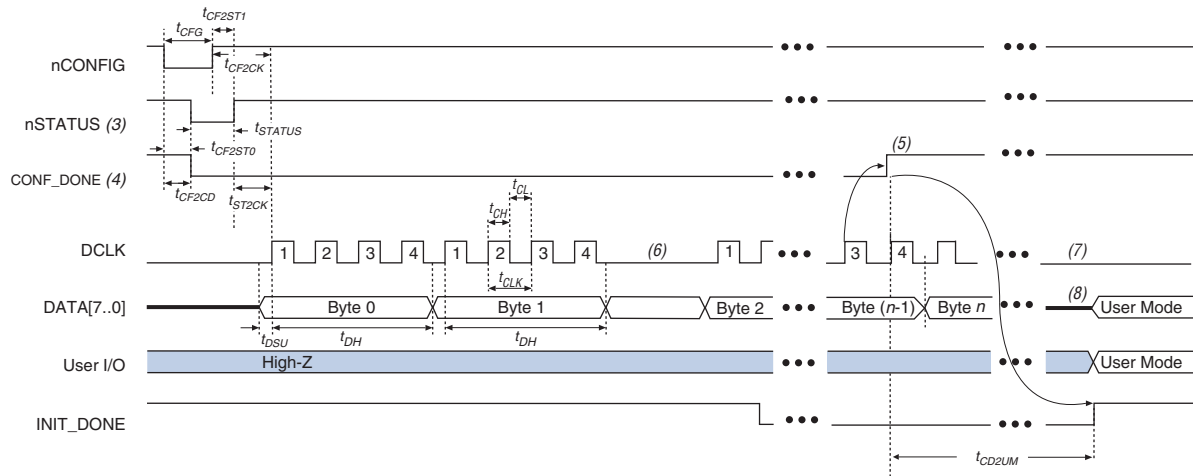 tCF2ST1
tCFG
nCONFIG
tCF2CK
nSTATUS (3)
tSTATUS
tCF2ST0
CONF_DONE (4)
(5)
tCF2CD
tST2CK
tCL
tCH
DCLK
1 2 3 4 1 2 3 4 (6) 1 3 4 (7)
tCLK
DATA[7..0] Byte 0 Byte 1 Byte 2 Byte (n-1) Byte n (8) User Mode
tDSU tDH tDH
User I/O High-Z User Mode
INIT_DONE
tCD2UM